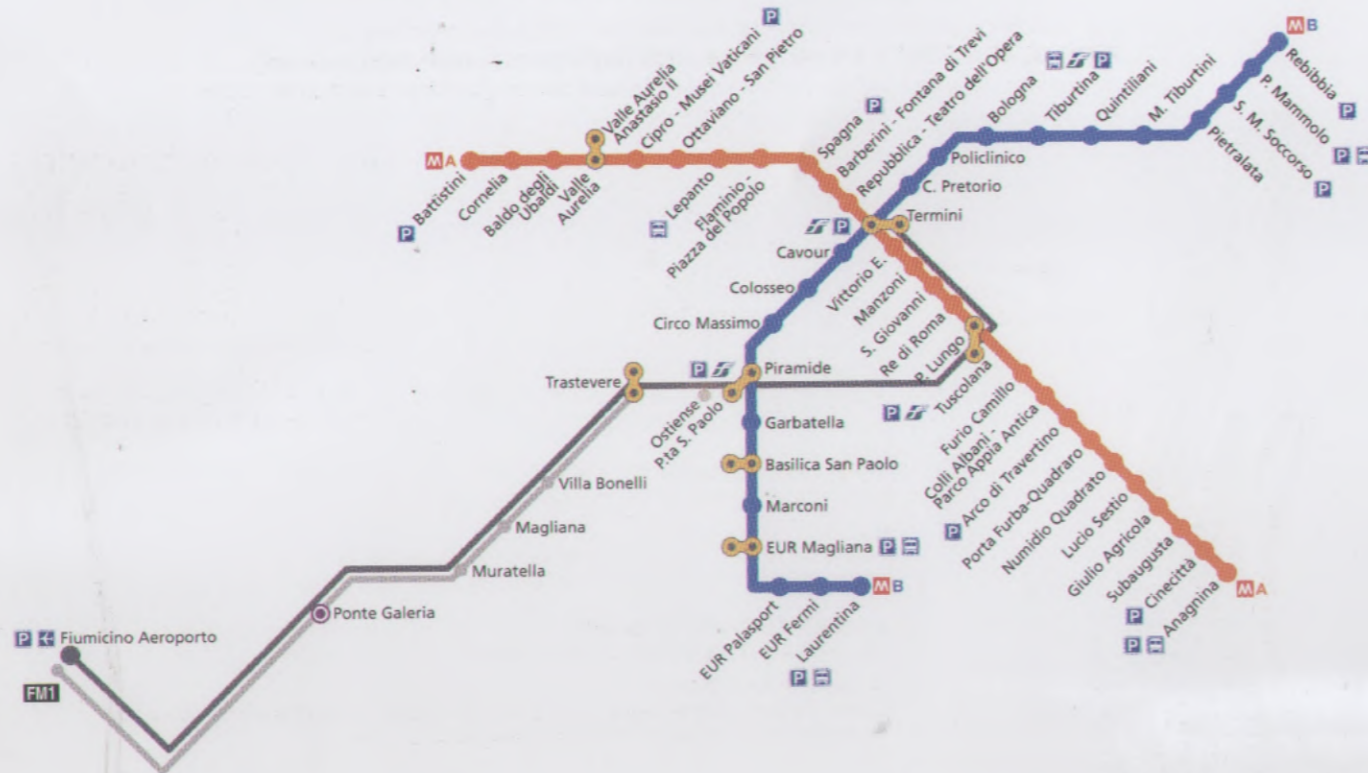 M A
Battistini
P
Cornelia
Baldo degli
Ubaldi
Valle
Aurelia
Valle Aurelia
Anastasio II
Cipro - Musei Vaticani
P
Ottaviano - San Pietro
Lepanto
Flaminio -
Piazza del Popolo
Spagna
P
Barberini - Fontana di Trevi
Repubblica - Teatro dell'Opera
Termini
P
Vittorio E.
Manzoni
S. Giovanni
Re di Roma
P. Lungo
Tuscolana
P
Furio Camillo
Colli Albani -
Parco Appia Antica
Arco di Travertino
P
Porta Furba-Quadraro
Numidio Quadrato
Lucio Sestio
Giulio Agricola
Subaugusta
Cinecittà
P
Anagnina
P
M A
M B
Rebibbia
P
P. Mammolo
P
S. M. Soccorso
P
Pietralata
M. Tiburtini
Quintiliani
Tiburtina
P
Bologna
Policlinico
C. Pretorio
Cavour
Colosseo
Circo Massimo
Piramide
P
Garbatella
Basilica San Paolo
Marconi
EUR Magliana
P
EUR Palasport
EUR Fermi
Laurentina
P
M B
Ostiense
P.ta S. Paolo
Trastevere
Villa Bonelli
Magliana
Muratella
Ponte Galeria
P
Fiumicino Aeroporto
FM1